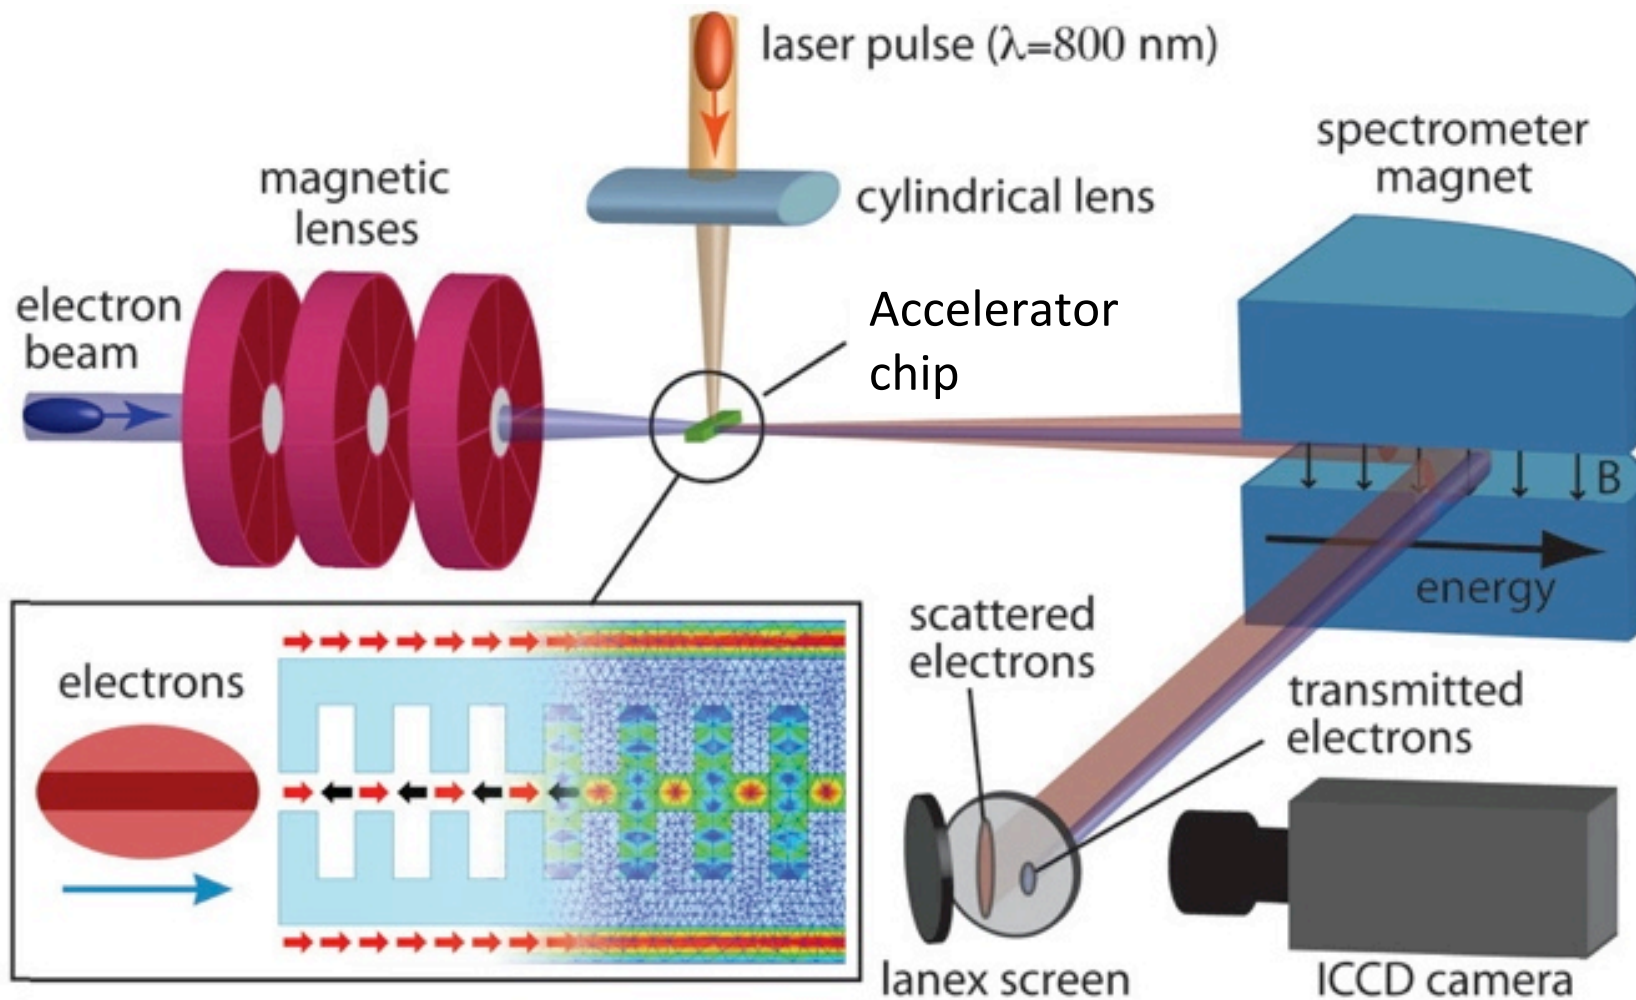 laser pulse (λ=800 nm)
spectrometer
magnet
magnetic
lenses
cylindrical lens
electron
beam
Accelerator
chip
B
energy
scattered
electrons
transmitted
electrons
electrons
lanex screen
ICCD camera